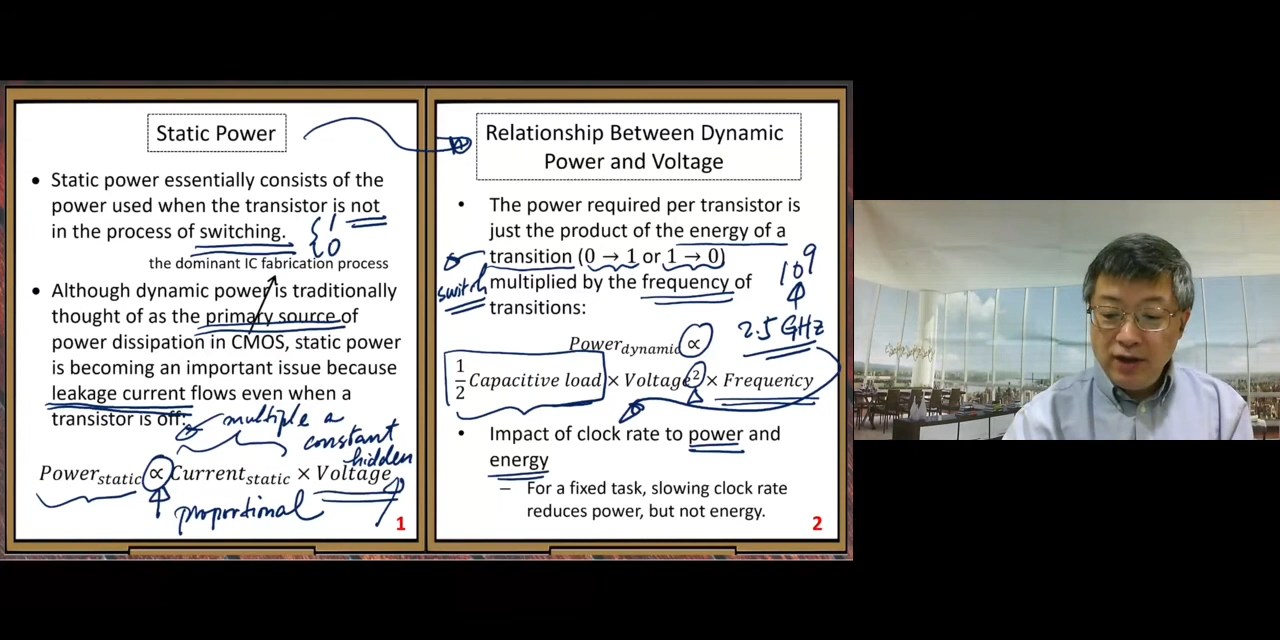 Static Power
• Static power essentially consists of the
power used when the transistor is not
in the process of switching.
{ 1
0
the dominant IC fabrication process
• Although dynamic power is traditionally
thought of as the primary source of
power dissipation in CMOS, static power
is becoming an important issue because
leakage current flows even when a
transistor is off:
multiple a
constant
hidden
Power_static ∝ Current_static × Voltage
proportional
1
Relationship Between Dynamic
Power and Voltage
• The power required per transistor is
just the product of the energy of a
transition (0 → 1 or 1 → 0)
switch
multiplied by the frequency of
transitions:
10^9
2.5 GHz
Power_dynamic ∝
1/2 Capacitive load × Voltage² × Frequency
• Impact of clock rate to power and
energy
– For a fixed task, slowing clock rate
reduces power, but not energy.
2